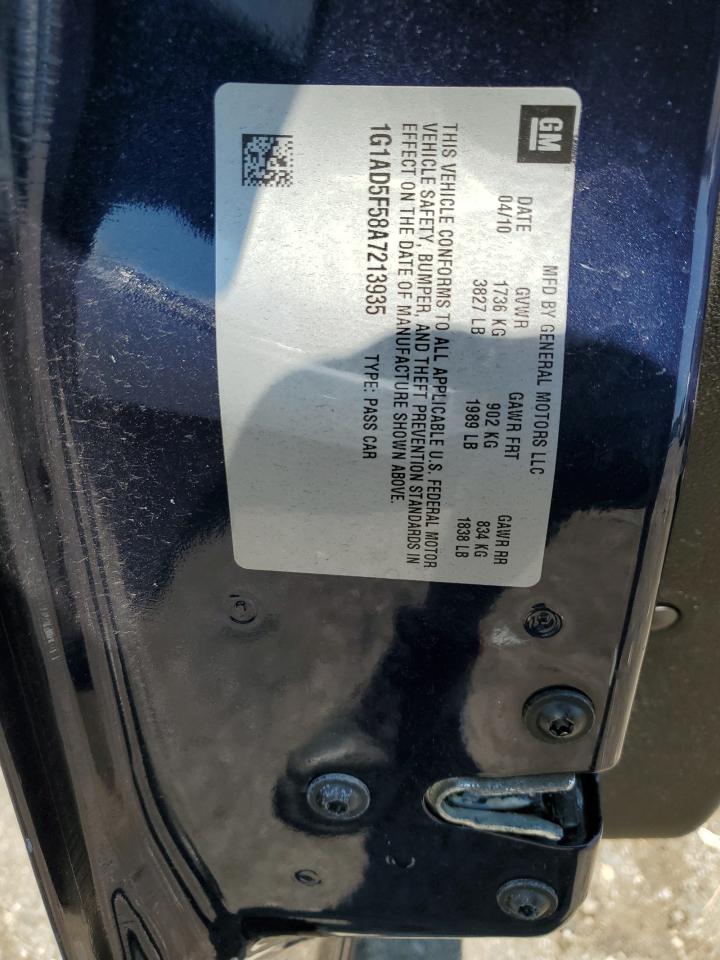 GM
MFD BY GENERAL MOTORS LLC
DATE GVWR GAWR FRT GAWR RR
04/10 1736 KG 902 KG 834 KG
3827 LB 1989 LB 1838 LB
THIS VEHICLE CONFORMS TO ALL APPLICABLE U.S. FEDERAL MOTOR
VEHICLE SAFETY, BUMPER, AND THEFT PREVENTION STANDARDS IN
EFFECT ON THE DATE OF MANUFACTURE SHOWN ABOVE.
1G1AD5F58A7213935 TYPE: PASS CAR